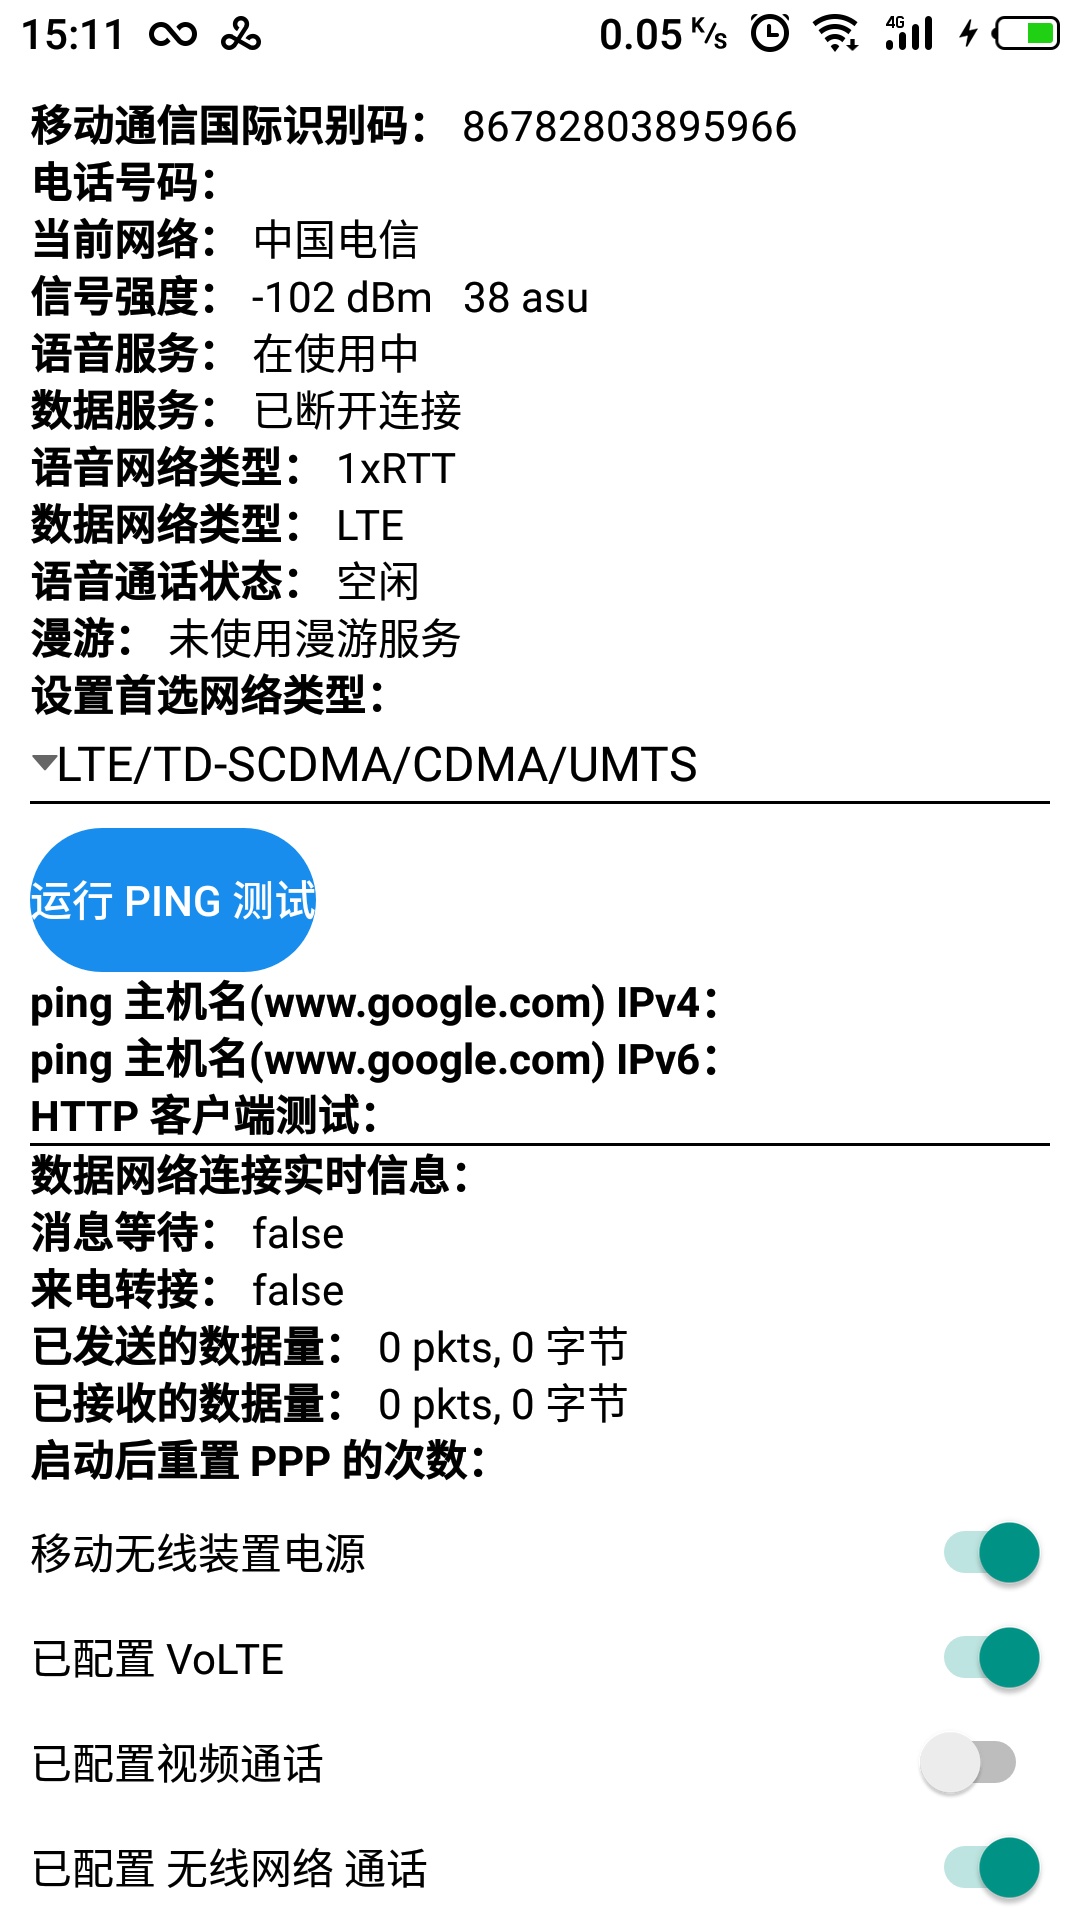 15:11 0.05 K/s 4G
移动通信国际识别码： 86782803895966
电话号码：
当前网络： 中国电信
信号强度： -102 dBm 38 asu
语音服务： 在使用中
数据服务： 已断开连接
语音网络类型： 1xRTT
数据网络类型： LTE
语音通话状态： 空闲
漫游： 未使用漫游服务
设置首选网络类型：
LTE/TD-SCDMA/CDMA/UMTS
运行 PING 测试
ping 主机名(www.google.com) IPv4：
ping 主机名(www.google.com) IPv6：
HTTP 客户端测试：
数据网络连接实时信息：
消息等待： false
来电转接： false
已发送的数据量： 0 pkts, 0 字节
已接收的数据量： 0 pkts, 0 字节
启动后重置 PPP 的次数：
移动无线装置电源
已配置 VoLTE
已配置视频通话
已配置 无线网络 通话